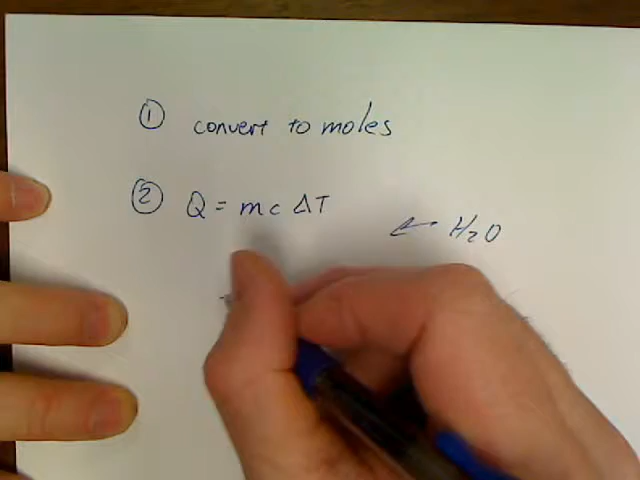 ① convert to moles
② Q = mc ΔT
← H₂O